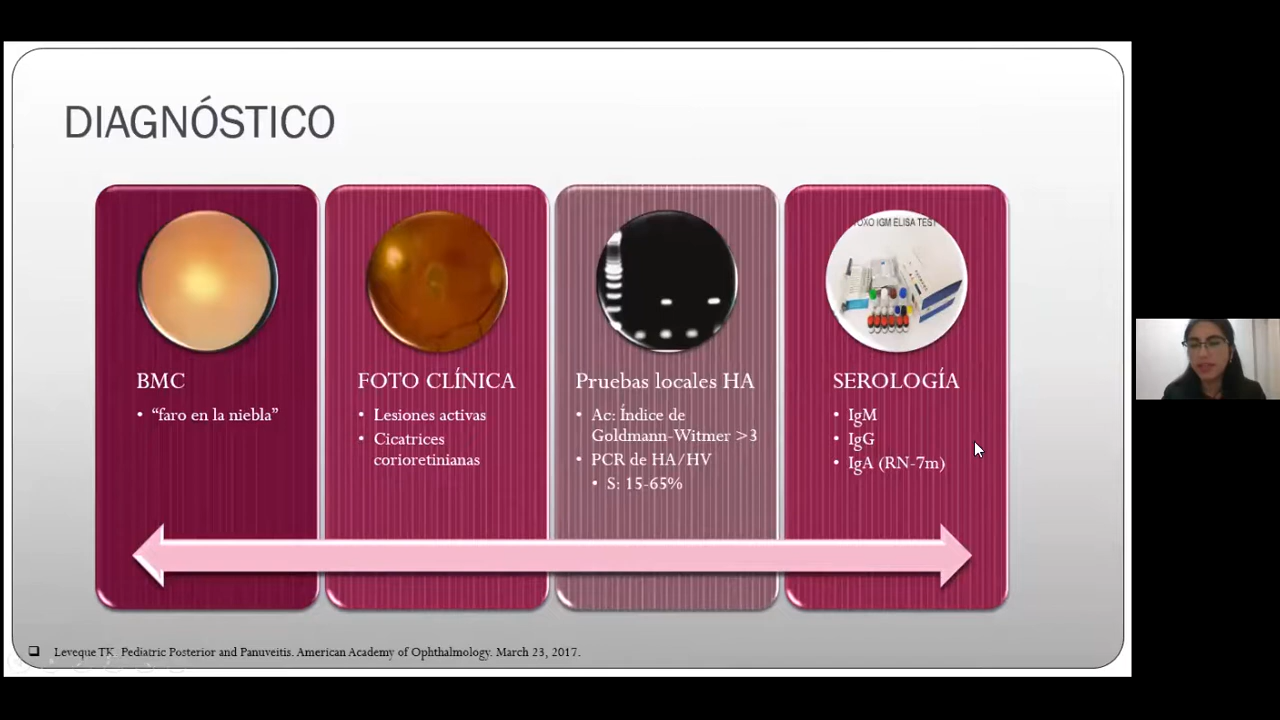 DIAGNÓSTICO
OXO IGM ELISA TEST
BMC
• “faro en la niebla”
FOTO CLÍNICA
• Lesiones activas
• Cicatrices
corioretinianas
Pruebas locales HA
• Ac: Índice de
Goldmann-Witmer >3
• PCR de HA/HV
• S: 15-65%
SEROLOGÍA
• IgM
• IgG
• IgA (RN-7m)
Leveque TK. Pediatric Posterior and Panuveitis. American Academy of Ophthalmology. March 23, 2017.